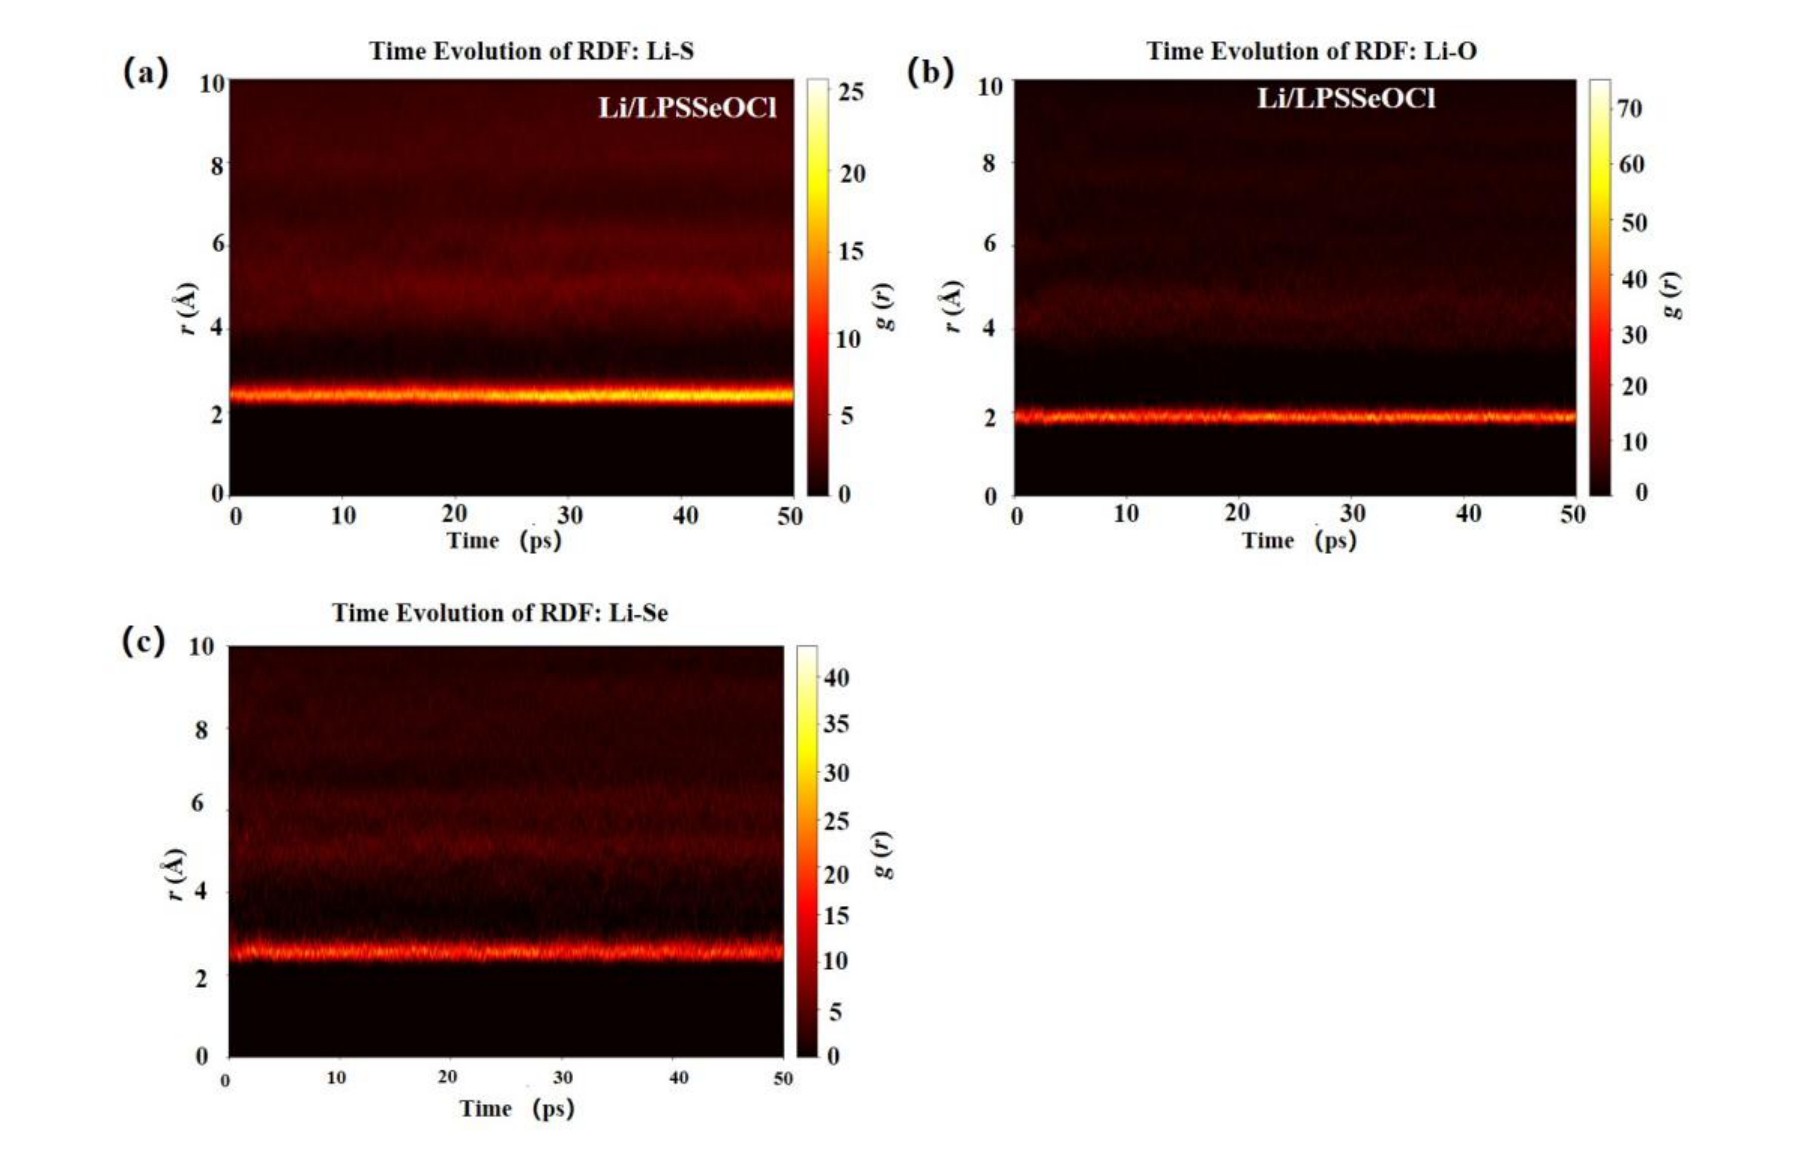 Time Evolution of RDF: Li-S
(a)
Li/LPSSeOCl
10
8
6
4
2
0
r (Å)
0 10 20 30 40 50
Time (ps)
25
20
15
10
5
0
g (r)
Time Evolution of RDF: Li-O
(b)
Li/LPSSeOCl
10
8
6
4
2
0
r (Å)
0 10 20 30 40 50
Time (ps)
70
60
50
40
30
20
10
0
g (r)
Time Evolution of RDF: Li-Se
(c)
10
8
6
4
2
0
r (Å)
0 10 20 30 40 50
Time (ps)
40
35
30
25
20
15
10
5
0
g (r)